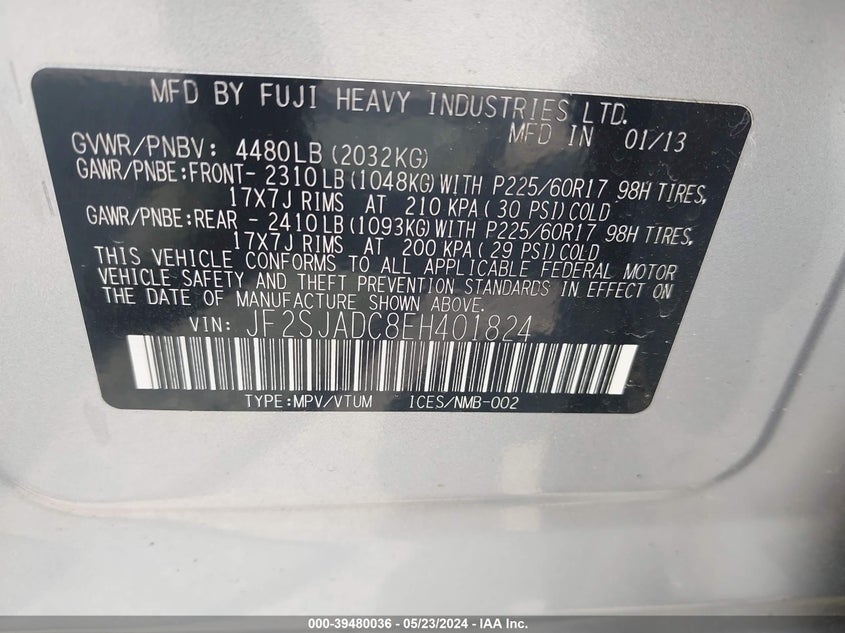 MFD BY FUJI HEAVY INDUSTRIES LTD.
MFD IN 01/13
GVWR/PNBV: 4480LB(2032KG)
GAWR/PNBE:FRONT- 2310LB(1048KG)WITH P225/60R17 98H TIRES,
17X7J RIMS AT 210 KPA(30 PSI)COLD
GAWR/PNBE:REAR - 2410LB(1093KG)WITH P225/60R17 98H TIRES,
17X7J RIMS AT 200 KPA(29 PSI)COLD
THIS VEHICLE CONFORMS TO ALL APPLICABLE FEDERAL MOTOR
VEHICLE SAFETY AND THEFT PREVENTION STANDARDS IN EFFECT ON
THE DATE OF MANUFACTURE SHOWN ABOVE.
VIN: JF2SJADC8EH401824
TYPE:MPV/VTUM ICES/NMB-002
000-39480036 - 05/23/2024 - IAA Inc.